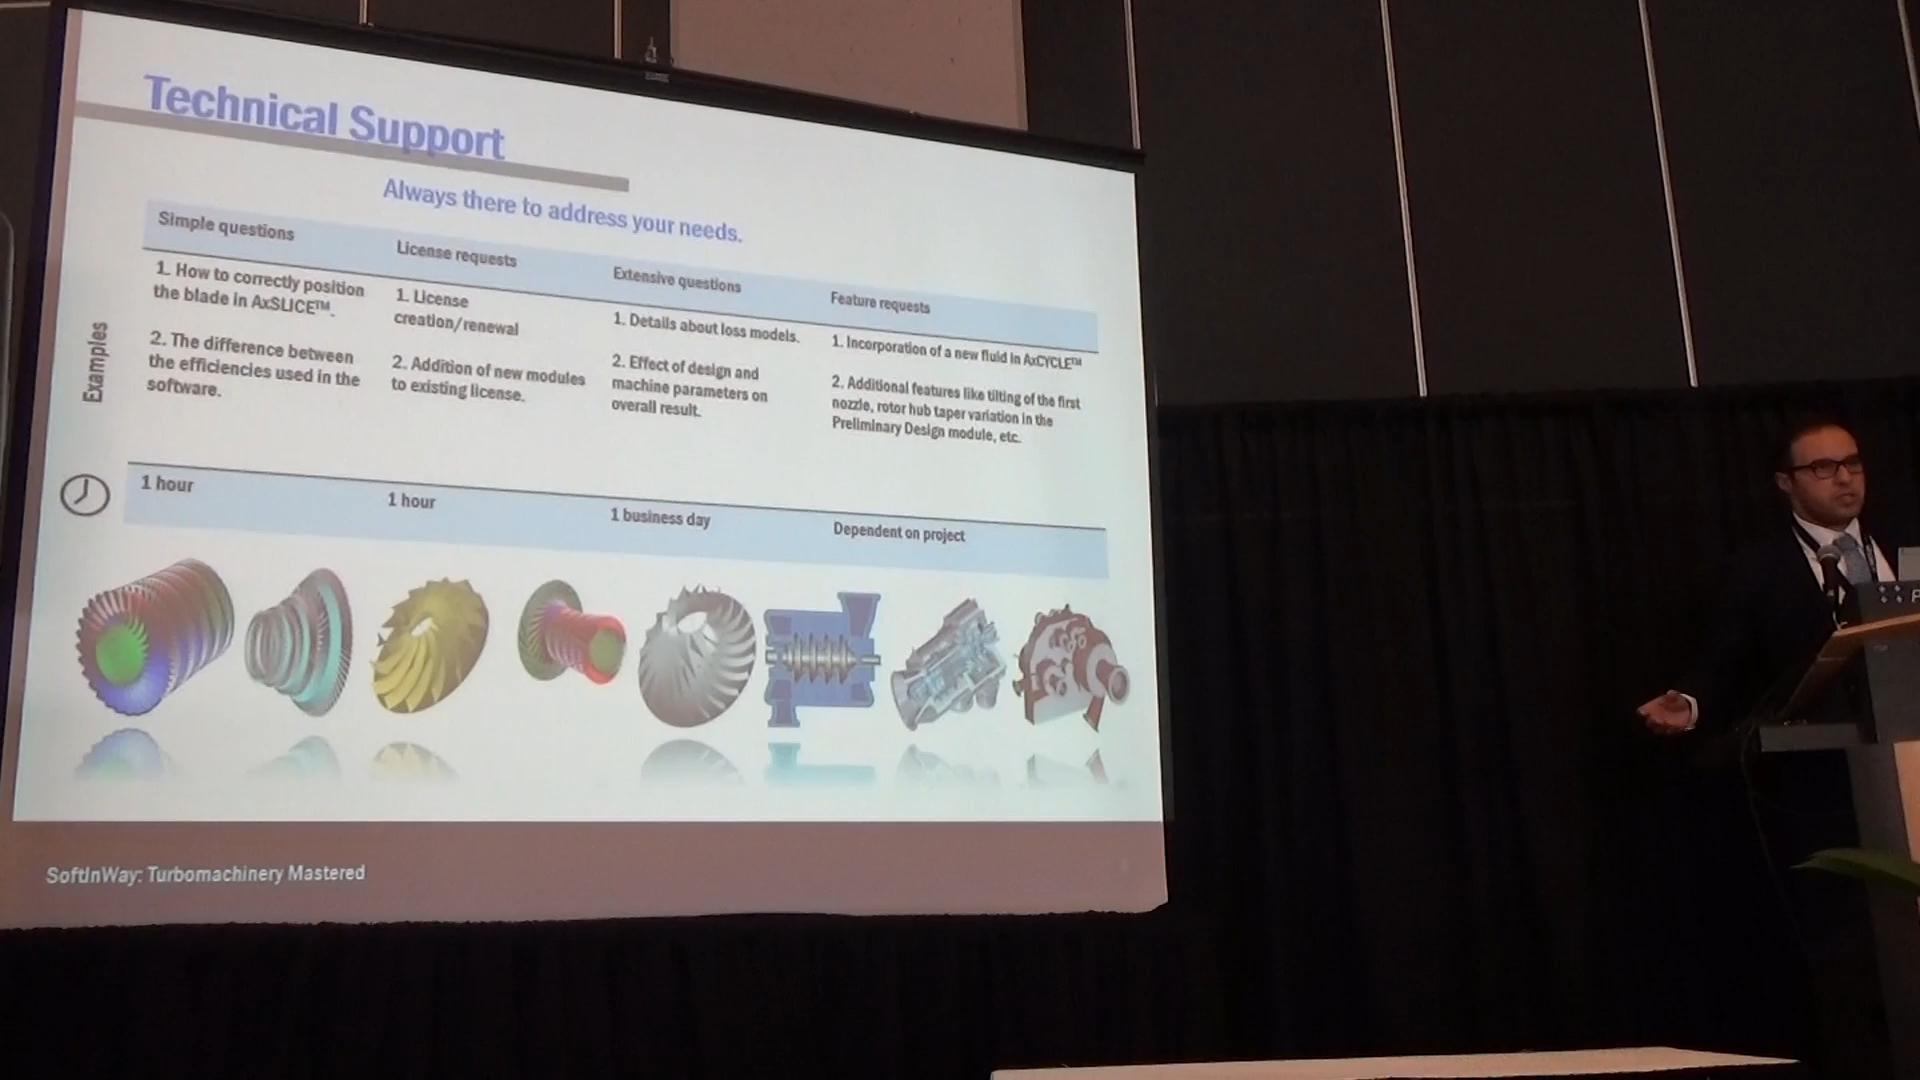 Technical Support
Always there to address your needs.
Simple questions
License requests
Extensive questions
Feature requests
Examples
1. How to correctly position
the blade in AxSLICE™.
2. The difference between
the efficiencies used in the
software.
1. License
creation/renewal
2. Addition of new modules
to existing license.
1. Details about loss models.
2. Effect of design and
machine parameters on
overall result.
1. Incorporation of a new fluid in AxCYCLE™
2. Additional features like tilting of the first
nozzle, rotor hub taper variation in the
Preliminary Design module, etc.
1 hour
1 hour
1 business day
Dependent on project
SoftInWay: Turbomachinery Mastered